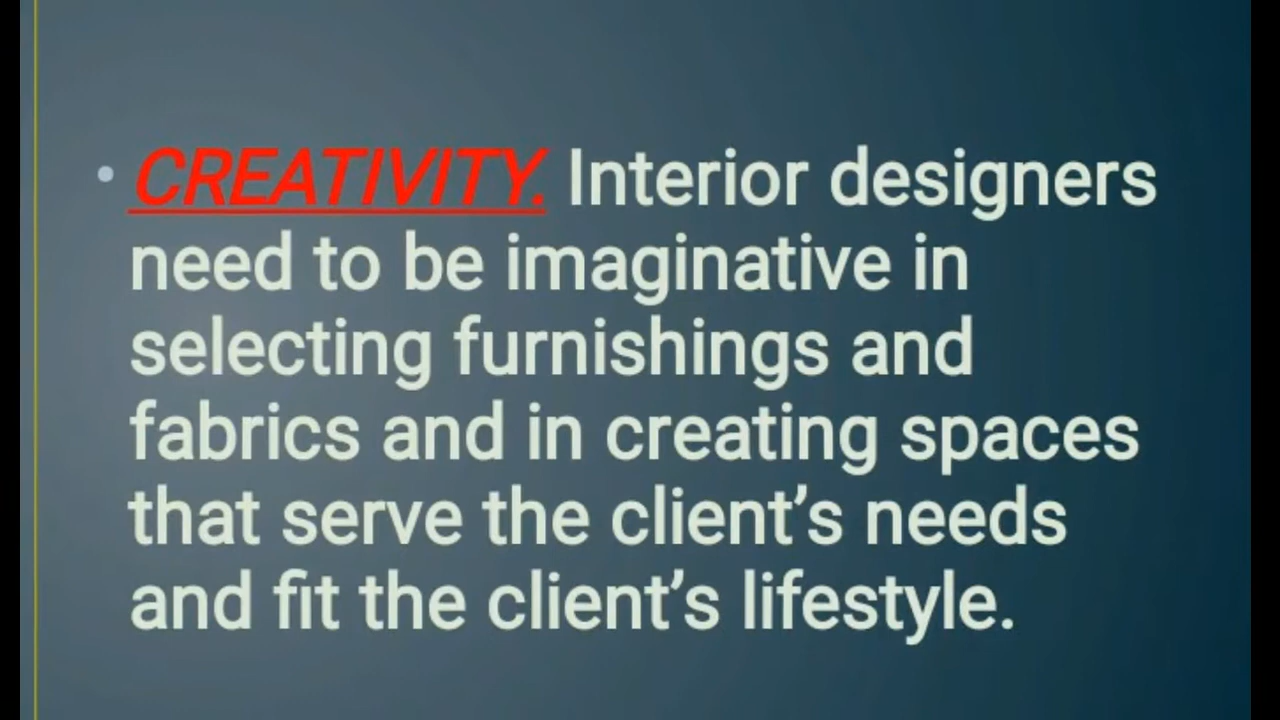 • CREATIVITY. Interior designers
need to be imaginative in
selecting furnishings and
fabrics and in creating spaces
that serve the client’s needs
and fit the client’s lifestyle.